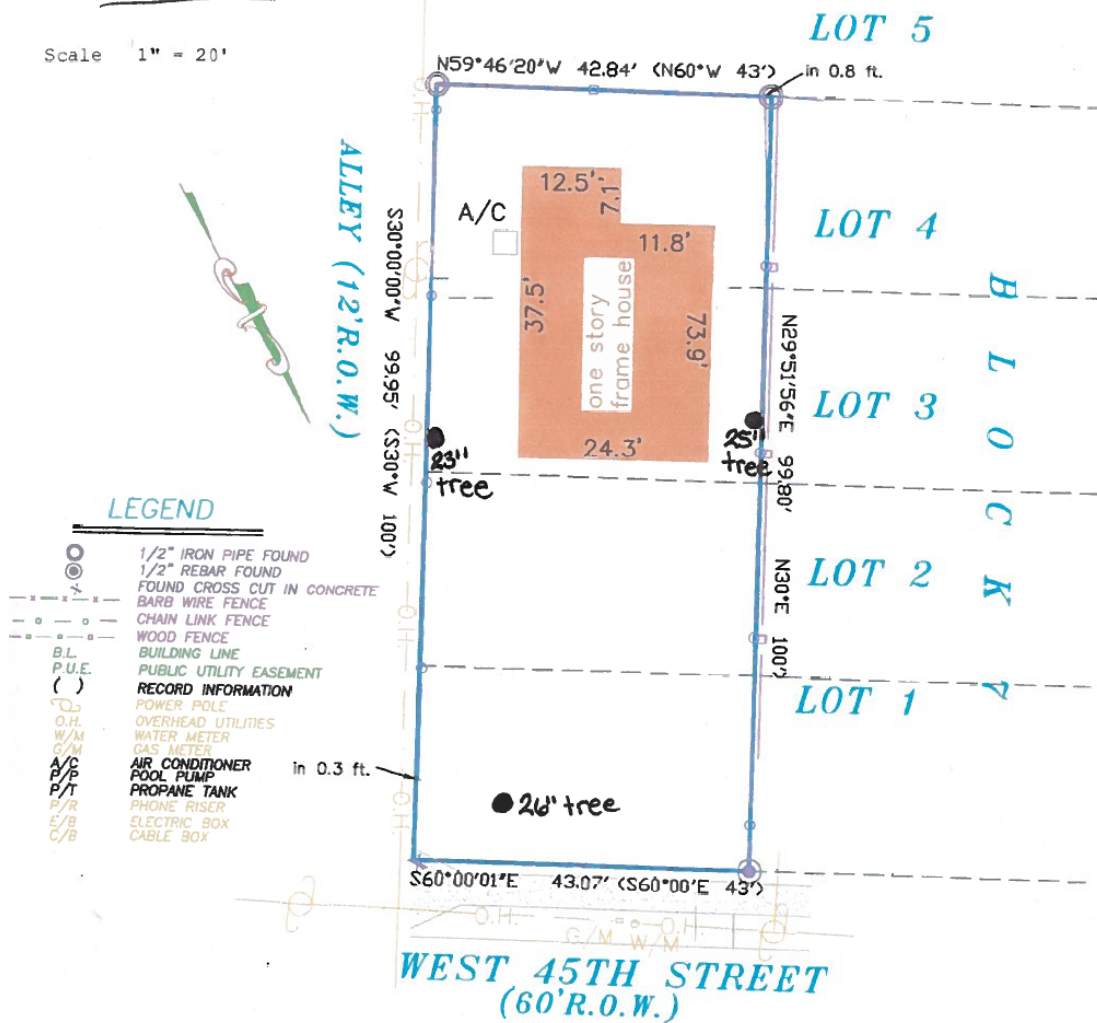 LOT 5
Scale 1" = 20'
N59°46'20"W 42.84' (N60°W 43')
in 0.8 ft.
O.H.
ALLEY (12'R.O.W.)
S30°00'00"W 99.95' (S30°W 100')
12.5'
7.1'
A/C
11.8'
37.5'
one story
frame house
73.9'
24.3'
LOT 4
N29°51'56"E 99.80' N30°E 100')
BLOCK 7
LOT 3
O.H.
23"
tree
25"
tree
LEGEND
1/2" IRON PIPE FOUND
1/2" REBAR FOUND
FOUND CROSS CUT IN CONCRETE
BARB WIRE FENCE
CHAIN LINK FENCE
WOOD FENCE
B.L. BUILDING LINE
P.U.E. PUBLIC UTILITY EASEMENT
( ) RECORD INFORMATION
POWER POLE
O.H. OVERHEAD UTILITIES
W/M WATER METER
G/M GAS METER
A/C AIR CONDITIONER
P/P POOL PUMP
P/T PROPANE TANK
P/R PHONE RISER
E/B ELECTRIC BOX
C/B CABLE BOX
LOT 2
O.H.
LOT 1
in 0.3 ft.
O.H.
26" tree
S60°00'01"E 43.07' (S60°00'E 43')
O.H. O.H.
G/M W/M
WEST 45TH STREET
(60'R.O.W.)